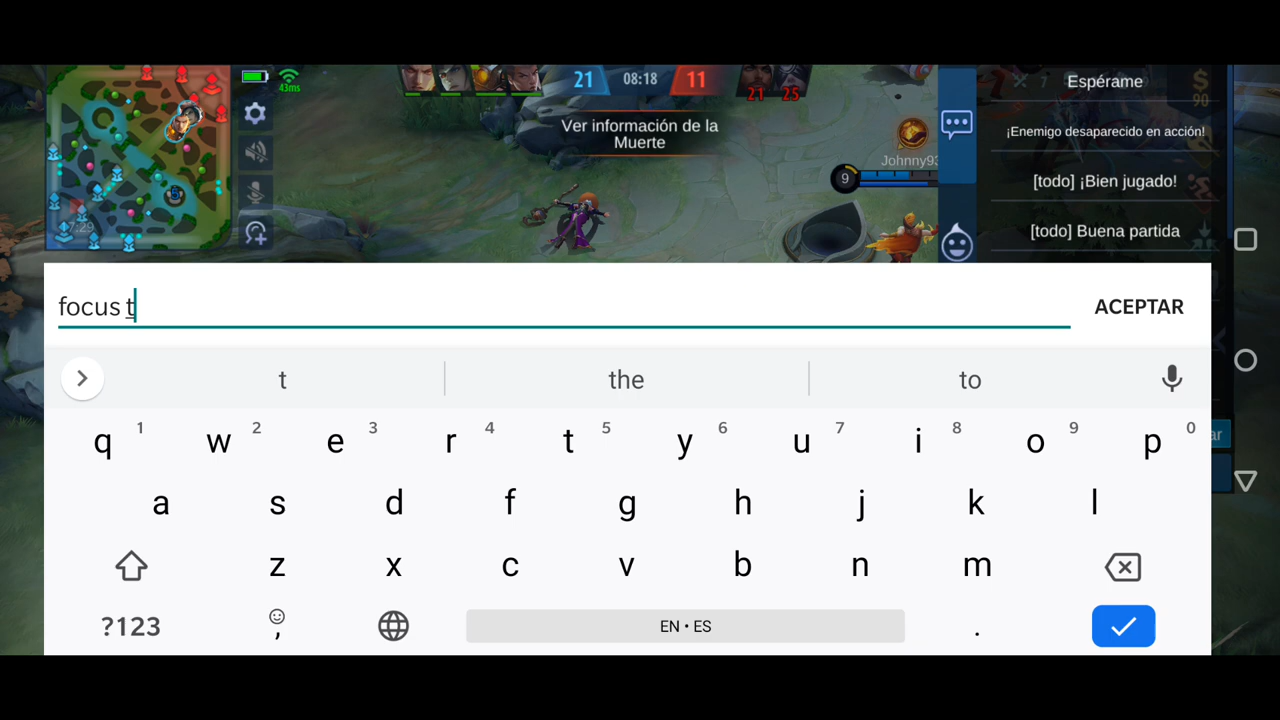 43ms
21 08:18 11
21 25
Ver información de la
Muerte
9
Johnny93
Espérame
90
¡Enemigo desaparecido en acción!
[todo] ¡Bien jugado!
[todo] Buena partida
focus t
ACEPTAR
t the to
q 1 w 2 e 3 r 4 t 5 y 6 u 7 i 8 o 9 p 0
a s d f g h j k l
z x c v b n m
?123 , EN • ES .